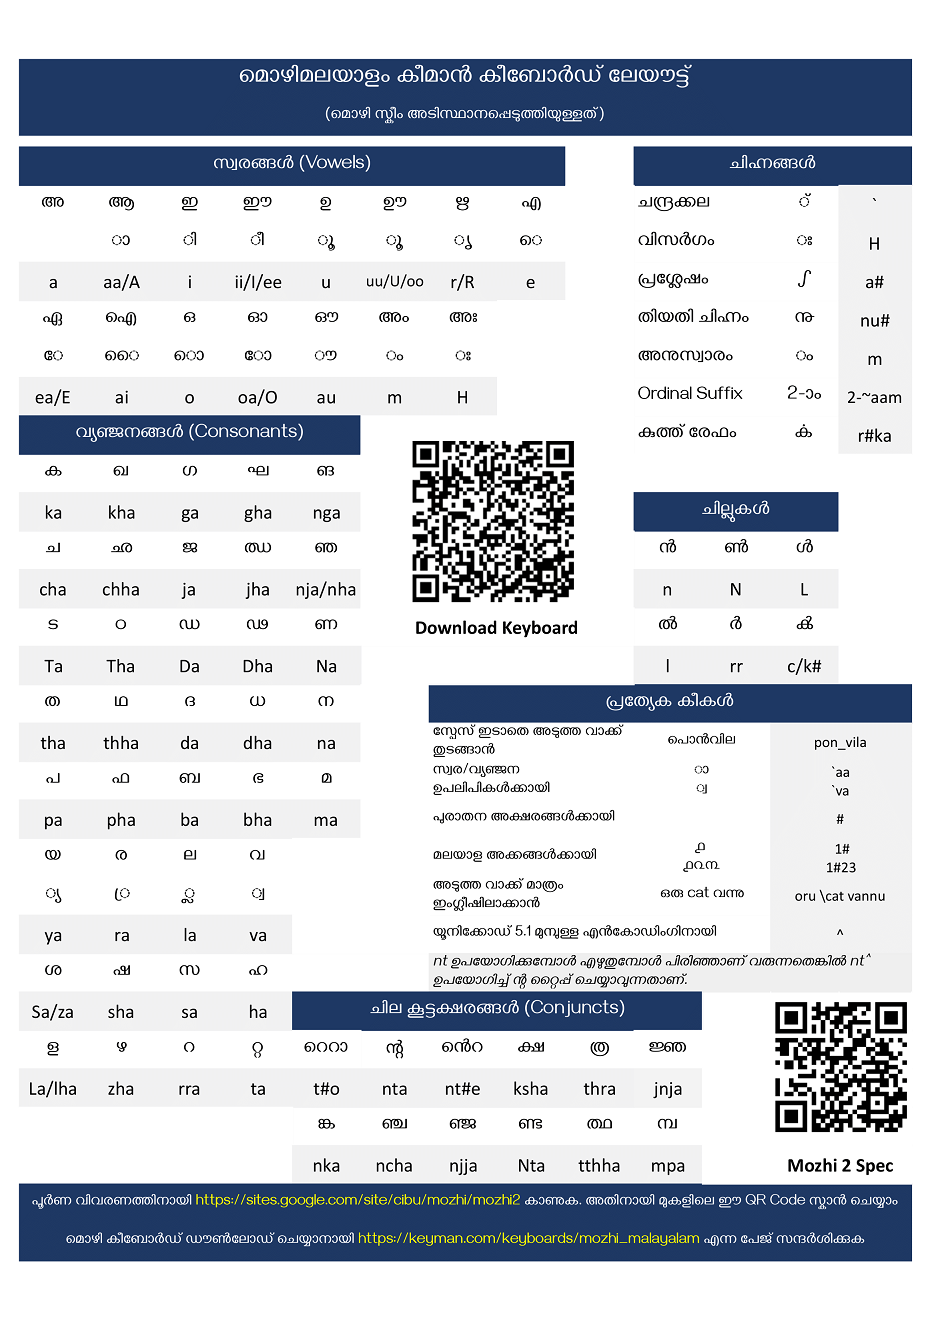 മൊഴിമലയാളം കീമാൻ കീബോർഡ് ലേയൗട്ട്
(മൊഴി സ്കീം അടിസ്ഥാനപ്പെടുത്തിയുള്ളത്)
സ്വരങ്ങൾ (Vowels)
അ ആ ഇ ഈ ഉ ഊ ഋ എ
ാ ി ീ ൂ ൂ ൃ െ
a aa/A i ii/I/ee u uu/U/oo r/R e
ഏ ഐ ഒ ഓ ഔ അം അഃ
േ ൈ ൊ ോ ൗ ം ഃ
ea/E ai o oa/O au m H
ചിഹ്നങ്ങൾ
ചന്ദ്രക്കല ് `
വിസർഗം ഃ H
പ്രശ്ലേഷം ഽ a#
തിയതി ചിഹ്നം ൹ nu#
അനുസ്വാരം ം m
Ordinal Suffix 2-ാം 2-~aam
കുത്ത് രേഫം ൎക r#ka
വ്യഞ്ജനങ്ങൾ (Consonants)
ക ഖ ഗ ഘ ങ
ka kha ga gha nga
ച ഛ ജ ഝ ഞ
cha chha ja jha nja/nha
ട ഠ ഡ ഢ ണ
Ta Tha Da Dha Na
ത ഥ ദ ധ ന
tha thha da dha na
പ ഫ ബ ഭ മ
pa pha ba bha ma
യ ര ല വ
്യ ്ര ്ല ്വ
ya ra la va
ശ ഷ സ ഹ
Sa/za sha sa ha
ള ഴ റ റ്റ
La/lha zha rra ta
Download Keyboard
ചില്ലുകൾ
ൻ ൺ ൾ
n N L
ൽ ർ ൿ
l rr c/k#
പ്രത്യേക കീകൾ
സ്പേസ് ഇടാതെ അടുത്ത വാക്ക്
തുടങ്ങാൻ പൊൻവില pon_vila
സ്വര/വ്യഞ്ജന ാ `aa
ഉപലിപികൾക്കായി ്വ `va
പുരാതന അക്ഷരങ്ങൾക്കായി #
മലയാള അക്കങ്ങൾക്കായി ൧ 1#
൧൨൩ 1#23
അടുത്ത വാക്ക് മാത്രം
ഇംഗ്ലീഷിലാക്കാൻ ഒരു cat വന്നു oru \cat vannu
യൂനിക്കോഡ് 5.1 മുമ്പുള്ള എൻകോഡിംഗിനായി ^
nt ഉപയോഗിക്കുമ്പോൾ എഴുതുമ്പോൾ പിരിഞ്ഞാണ് വരുന്നതെങ്കിൽ nt^
ഉപയോഗിച്ച് ന്റ ടൈപ്പ് ചെയ്യാവുന്നതാണ്.
ചില കൂട്ടക്ഷരങ്ങൾ (Conjuncts)
റെറാ ന്റ ൻെറ ക്ഷ ത്ര ജ്ഞ
t#o nta nt#e ksha thra jnja
ങ്ക ഞ്ച ഞ്ജ ണ്ട ത്ഥ മ്പ
nka ncha njja Nta tthha mpa
Mozhi 2 Spec
പൂർണ വിവരണത്തിനായി https://sites.google.com/site/cibu/mozhi/mozhi2 കാണുക. അതിനായി മുകളിലെ ഈ QR Code സ്കാൻ ചെയ്യാം
മൊഴി കീബോർഡ് ഡൗൺലോഡ് ചെയ്യാനായി https://keyman.com/keyboards/mozhi_malayalam എന്ന പേജ് സന്ദർശിക്കുക